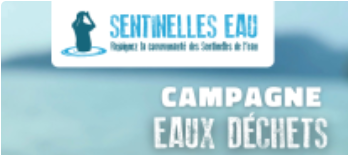 SENTINELLES EAU
Rejoignez la communauté des Sentinelles de l'eau
CAMPAGNE
EAUX DÉCHETS